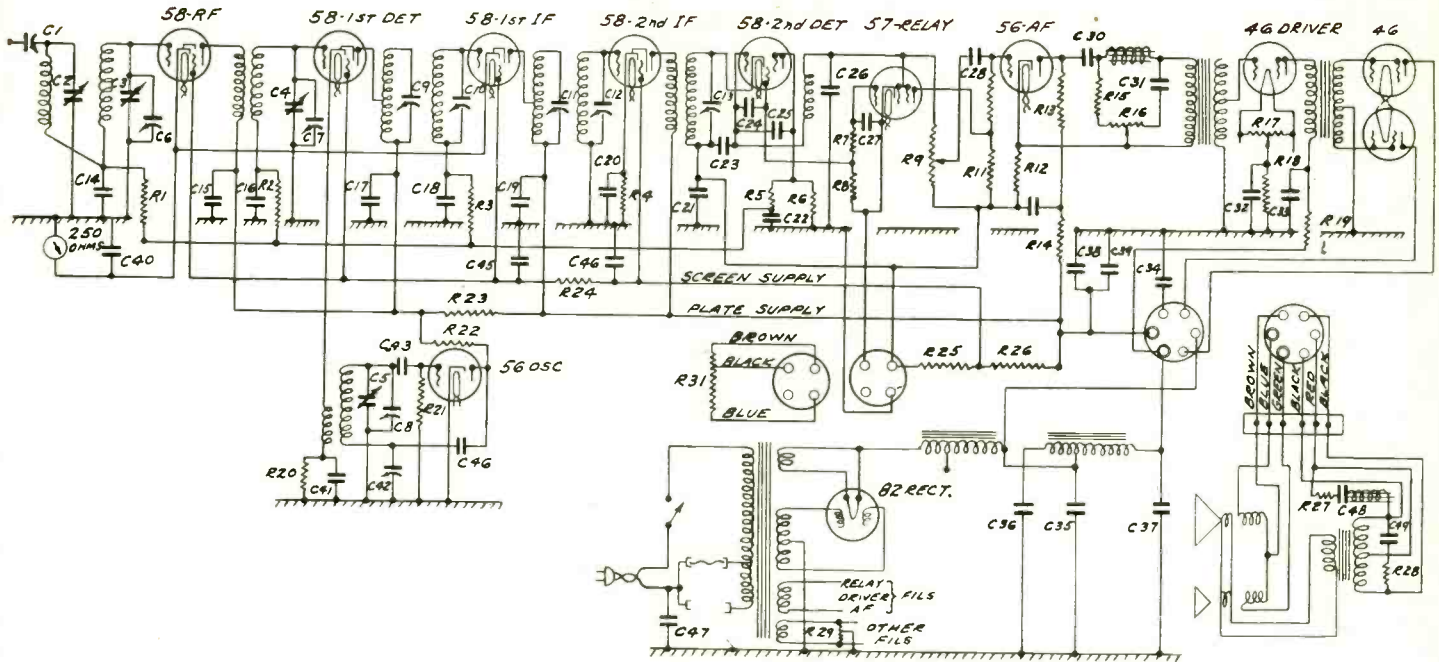 58-RF
58-1st DET
58-1st IF
58-2nd IF
58-2nd DET
57-RELAY
56-AF
46 DRIVER
46
C1
C2
C3
C6
C4
C7
C9
C10
C11
C12
C13
C24
C25
C26
C28
C30
C31
R13
R15
R16
R17
R18
C14
R1
C15
C16
R2
C17
C18
R3
C19
C20
R4
C21
C23
R5
C22
R6
R7
C27
R8
R9
R11
R12
R14
C32
C33
R19
250
OHMS
C40
C45
C46
R24
SCREEN SUPPLY
C38
C39
C34
R23
PLATE SUPPLY
R22
BROWN
BLACK
BLUE
R31
R25
R26
C43
56 OSC
C5
C8
R21
C46
R20
C41
C42
BROWN
BLUE
GREEN
BLACK
RED
BLACK
82 RECT.
C36
C35
C37
R27
C48
C49
R28
RELAY
DRIVER FILS
AF
C47
R29
OTHER
FILS